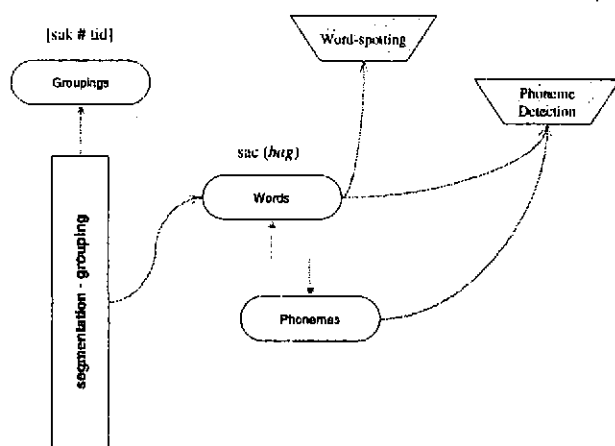 [sak # tid]
Groupings
Word-spotting
Phoneme
Detection
sac (bag)
Words
Phonemes
segmentation - grouping